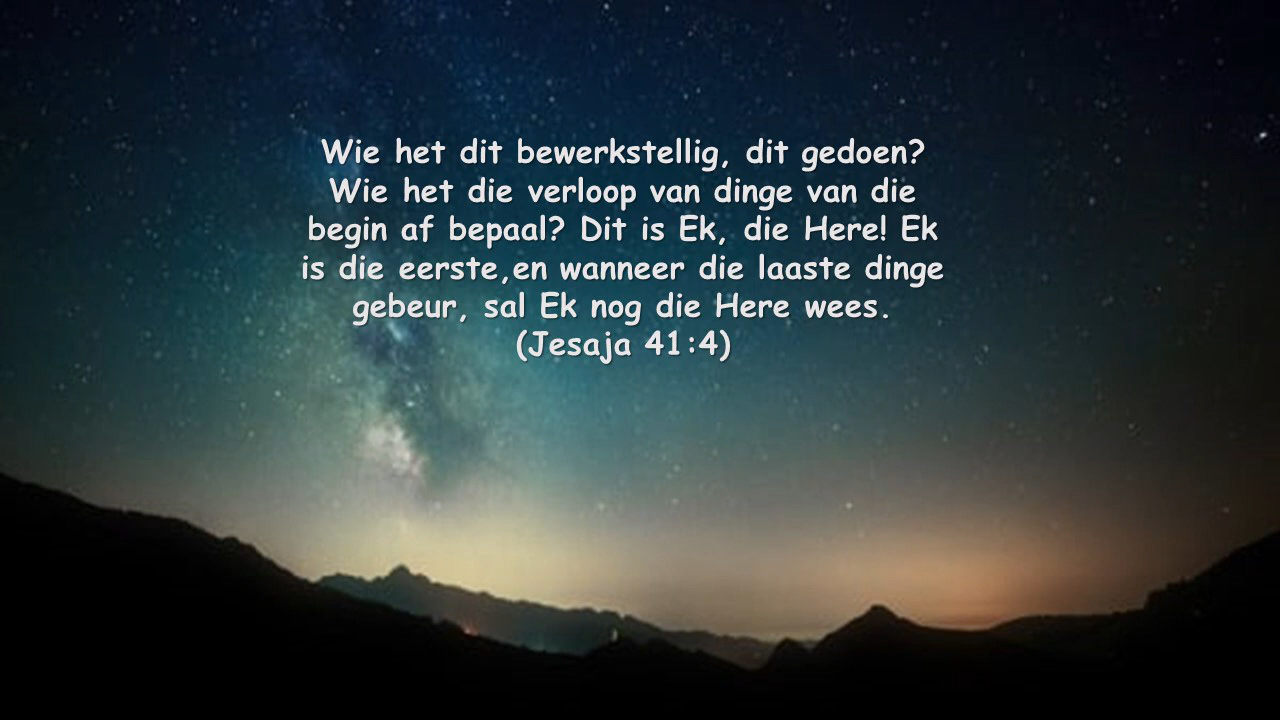 Wie het dit bewerkstellig, dit gedoen?
Wie het die verloop van dinge van die
begin af bepaal? Dit is Ek, die Here! Ek
is die eerste,en wanneer die laaste dinge
gebeur, sal Ek nog die Here wees.
(Jesaja 41:4)